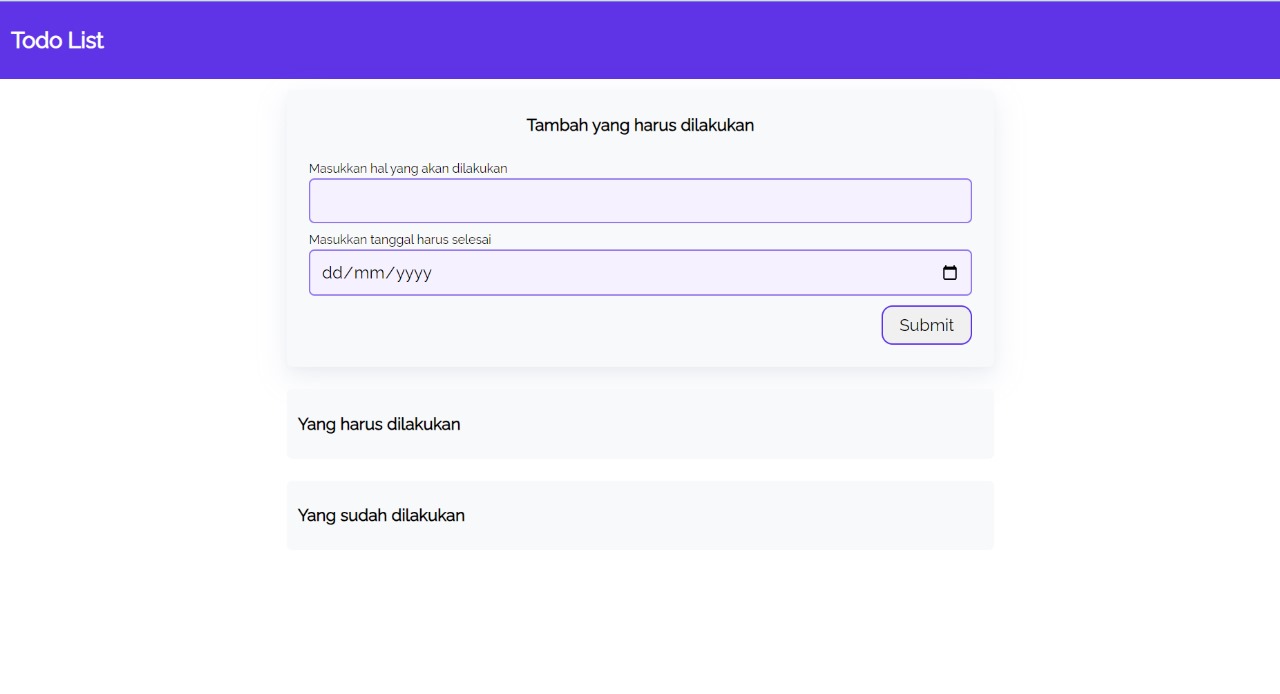 Todo List
Tambah yang harus dilakukan
Masukkan hal yang akan dilakukan
Masukkan tanggal harus selesai
dd/mm/yyyy
Submit
Yang harus dilakukan
Yang sudah dilakukan